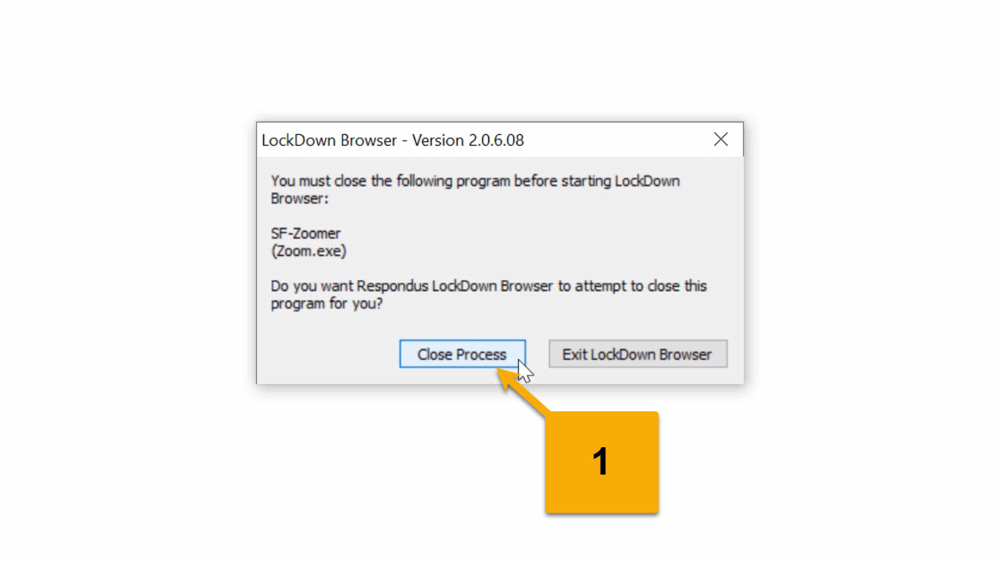 LockDown Browser - Version 2.0.6.08
You must close the following program before starting LockDown
Browser:
SF-Zoomer
(Zoom.exe)
Do you want Respondus LockDown Browser to attempt to close this
program for you?
Close Process
Exit LockDown Browser
1